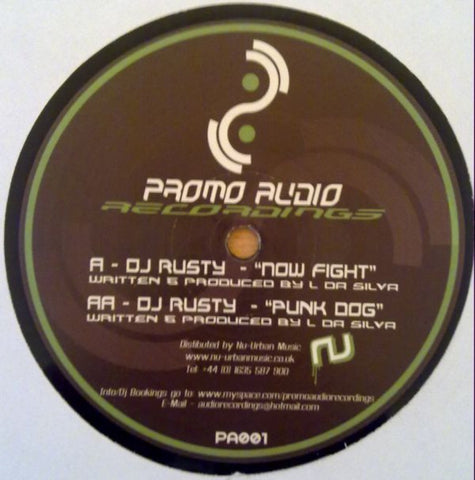 PROMO AUDIO
RECORDINGS
A - DJ RUSTY - "NOW FIGHT"
WRITTEN & PRODUCED BY L DA SILVA
AA - DJ RUSTY - "PUNK DOG"
WRITTEN & PRODUCED BY L DA SILVA
Distibuted by Nu-Urban Music
www.nu-urbanmusic.co.uk
Tel +44 (0) 1635 587 900
nu
Info/Dj Bookings go to: www.myspace.com/promoaudiorecordings
E-Mail - audiorecordings@hotmail.com
PA001